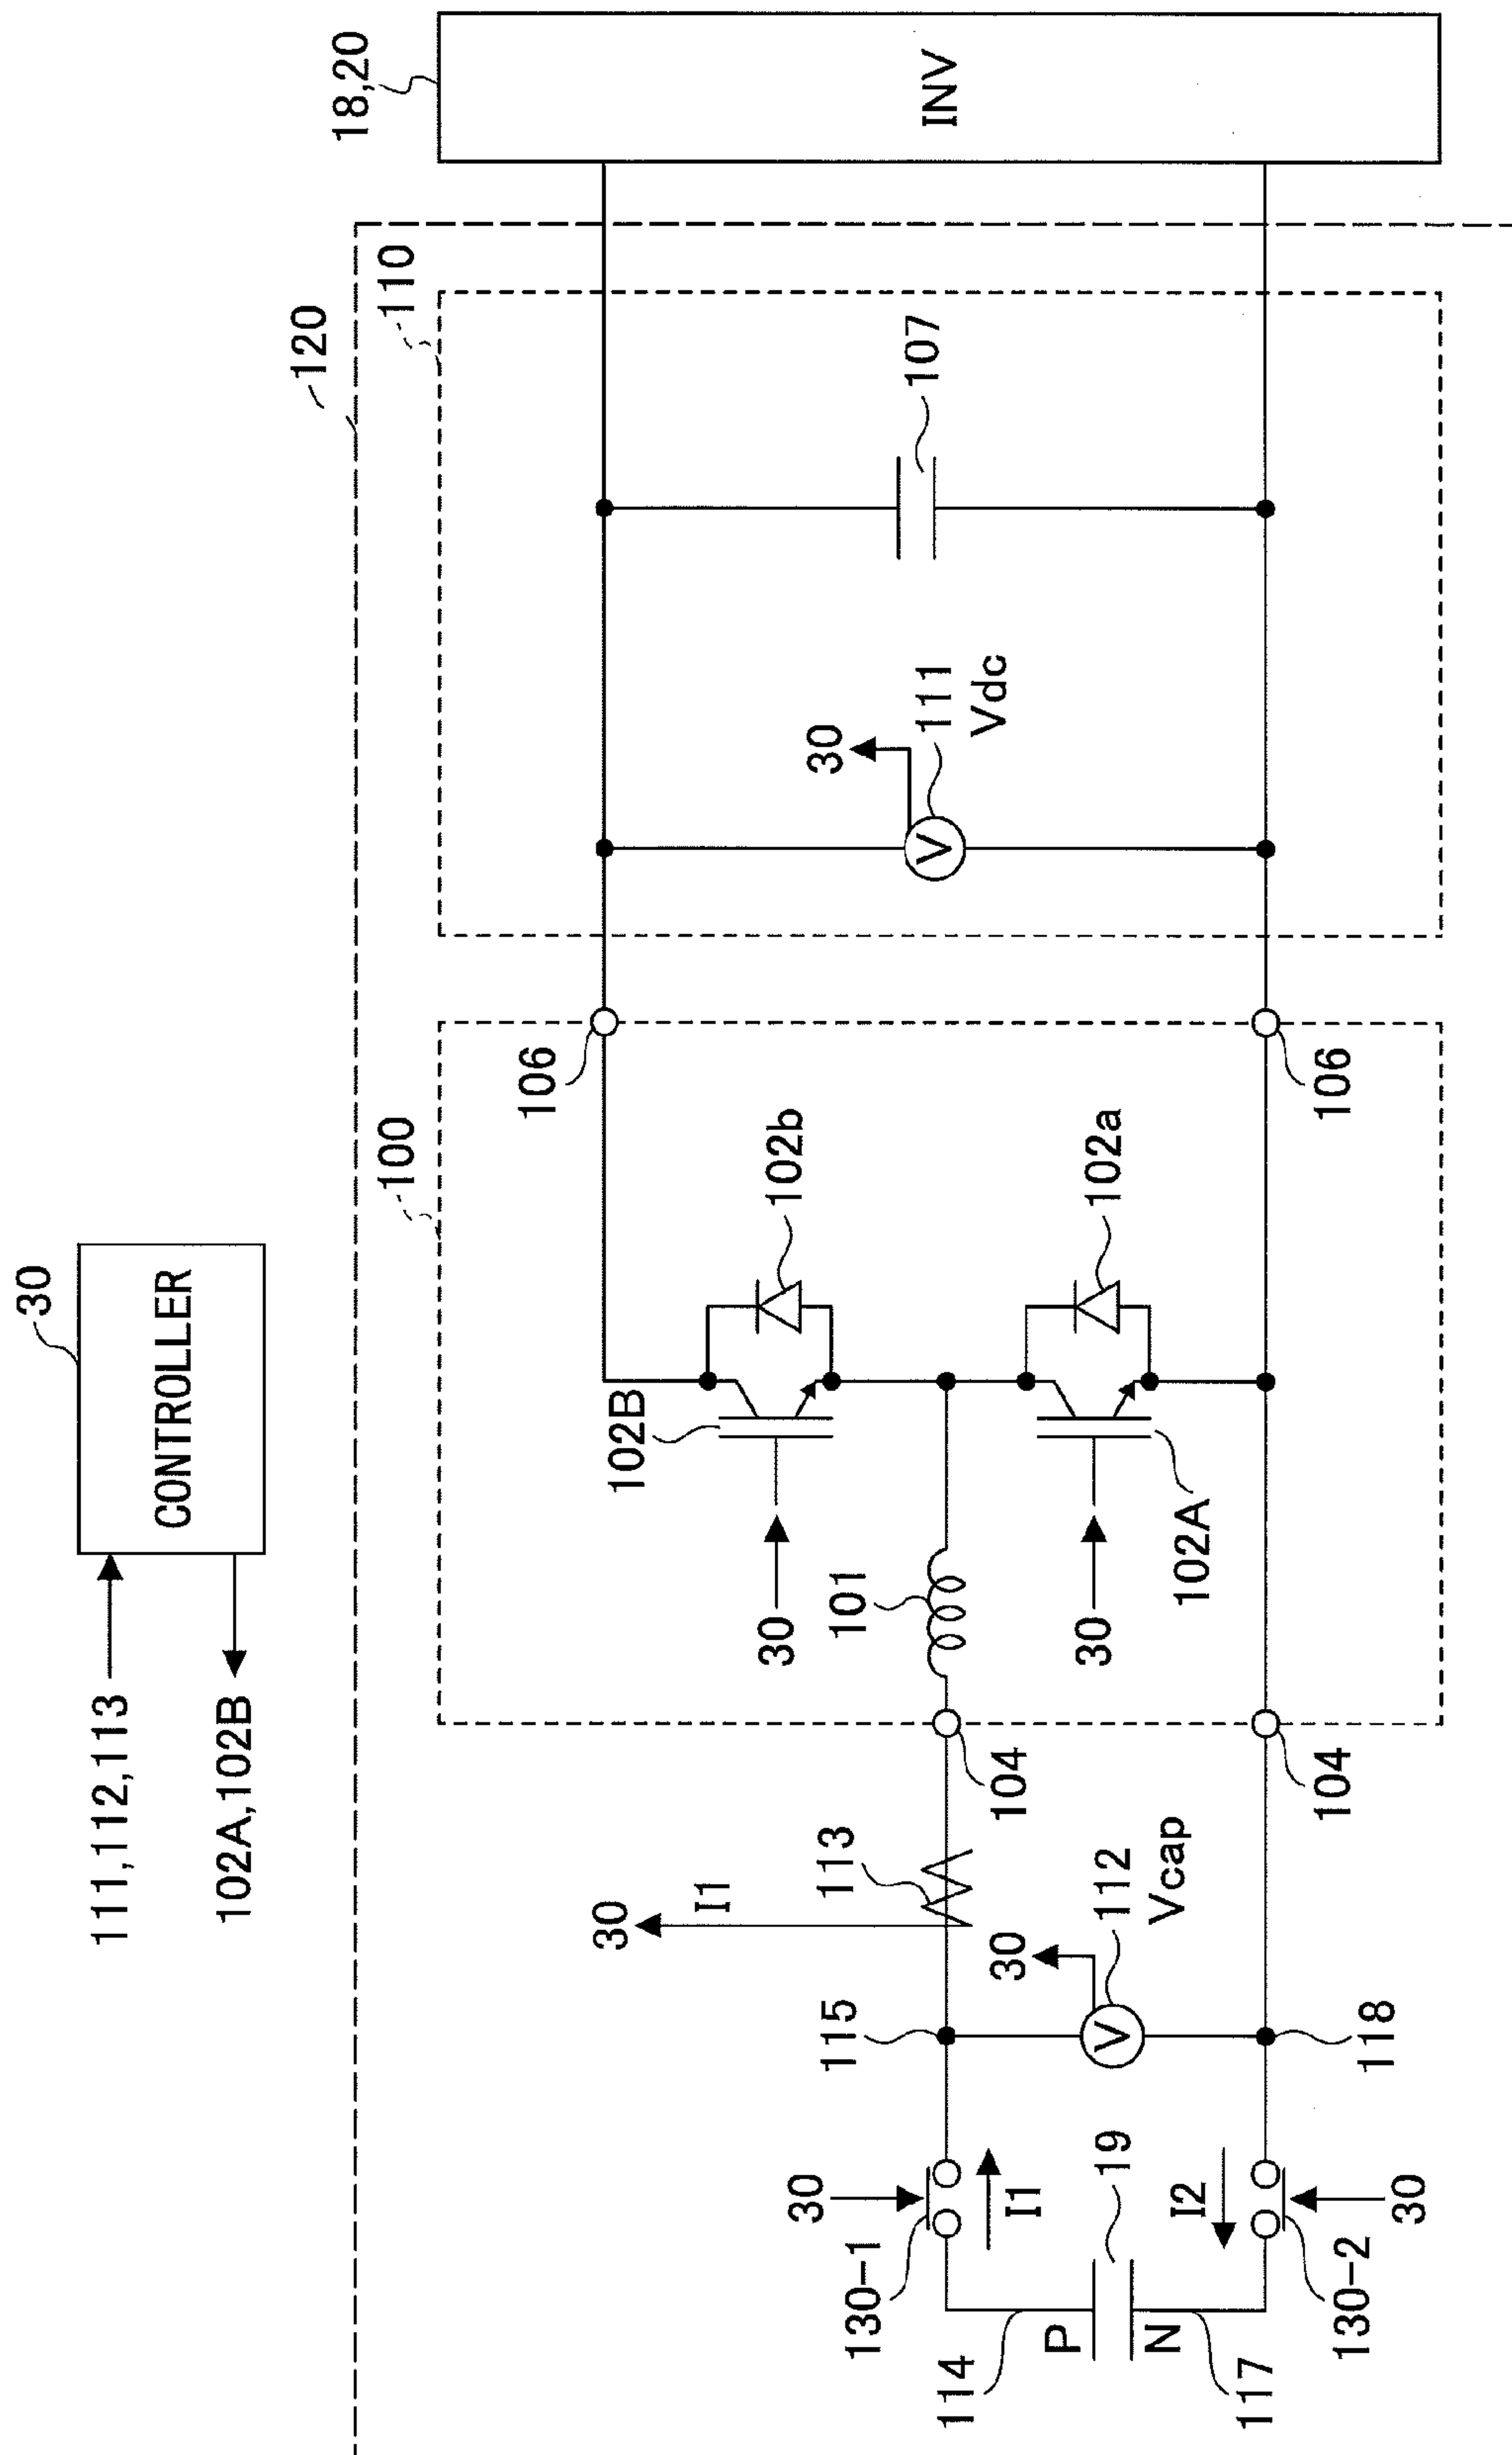 30
CONTROLLER
111,112,113
102A,102B
120
18,20
INV
100
110
106
102B
102b
30
101
30
102A
102a
106
104
104
30
111
Vdc
107
30
I1
113
115
30
112
Vcap
118
30
130-1
I1
19
I2
30
130-2
114
P
N
117